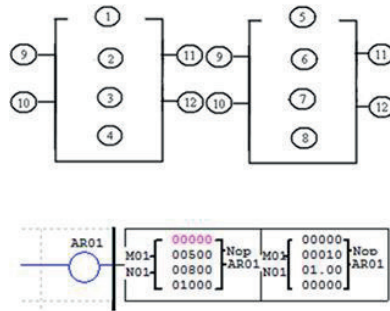 ① ⑤
⑨ ② ⑪ ⑨ ⑥ ⑪
⑩ ③ ⑫ ⑩ ⑦ ⑫
④ ⑧
AR01 00000 00000
M01 00500 Nop M01 00010 Nop
N01 00800 AR01 N01 01.00 AR01
01000 00000